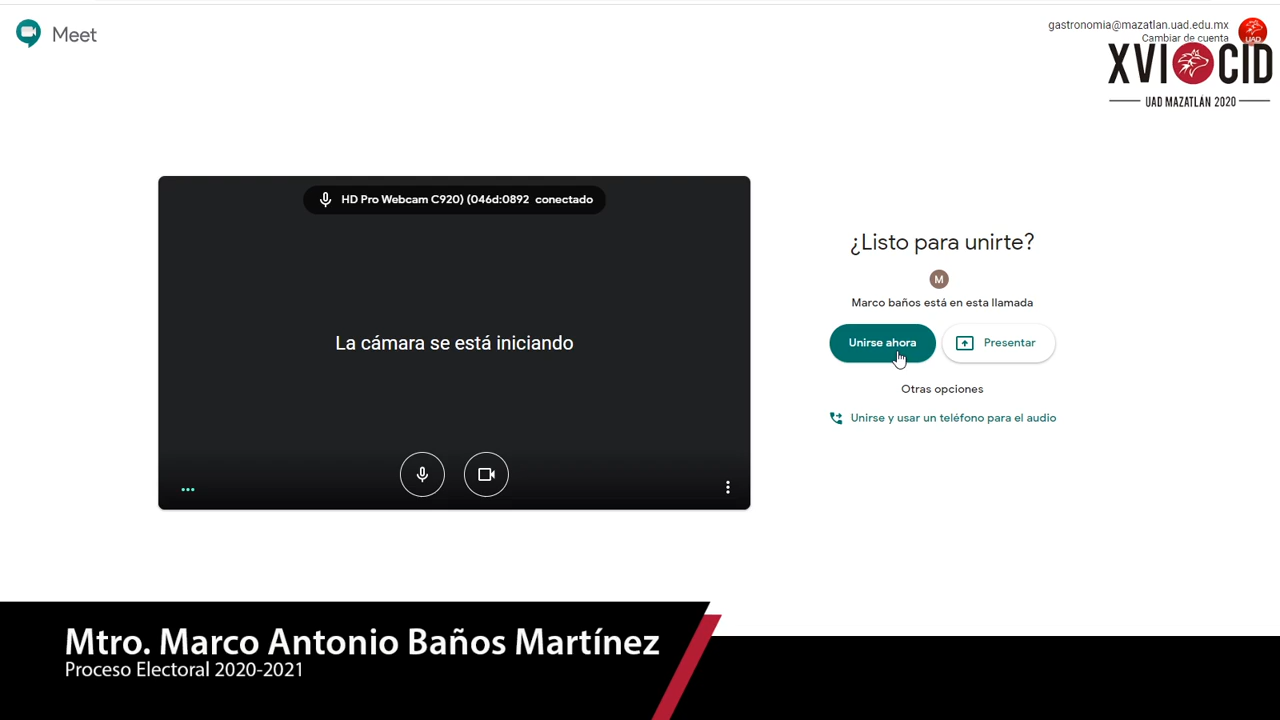 Meet
gastronomia@mazatlan.uad.edu.mx
Cambiar de cuenta
UAD
XVI CID
UAD MAZATLÁN 2020
HD Pro Webcam C920) (046d:0892 conectado
La cámara se está iniciando
¿Listo para unirte?
M
Marco baños está en esta llamada
Unirse ahora
Presentar
Otras opciones
Unirse y usar un teléfono para el audio
Mtro. Marco Antonio Baños Martínez
Proceso Electoral 2020-2021